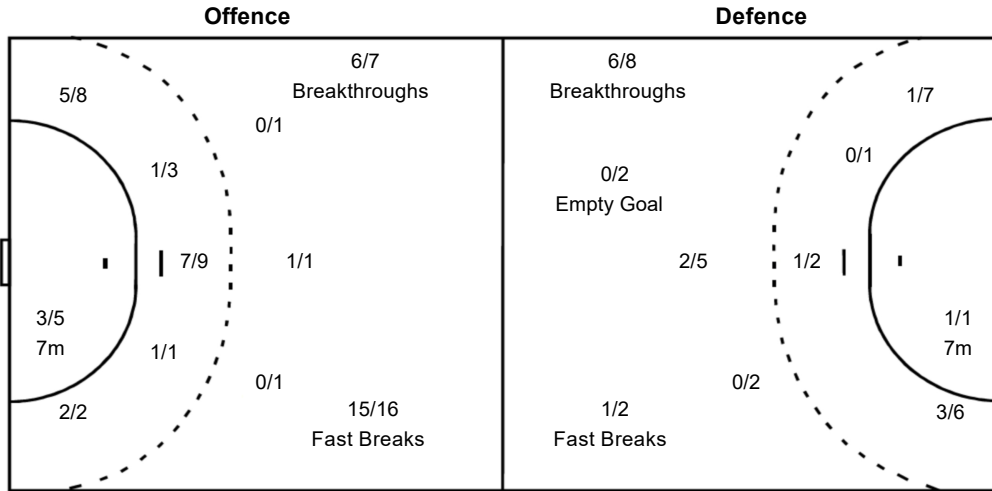 Offence
Defence
6/7
Breakthroughs
6/8
Breakthroughs
5/8
1/7
0/1
0/1
1/3
0/2
Empty Goal
7/9
1/1
2/5
1/2
3/5
7m
1/1
7m
1/1
0/1
0/2
2/2
15/16
Fast Breaks
1/2
Fast Breaks
3/6